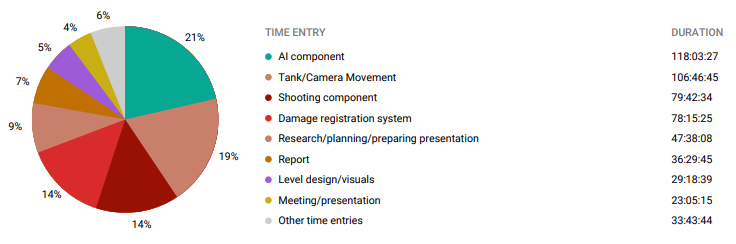 6%
4%
5%
7%
9%
14%
14%
19%
21%
TIME ENTRY DURATION
AI component 118:03:27
Tank/Camera Movement 106:46:45
Shooting component 79:42:34
Damage registration system 78:15:25
Research/planning/preparing presentation 47:38:08
Report 36:29:45
Level design/visuals 29:18:39
Meeting/presentation 23:05:15
Other time entries 33:43:44